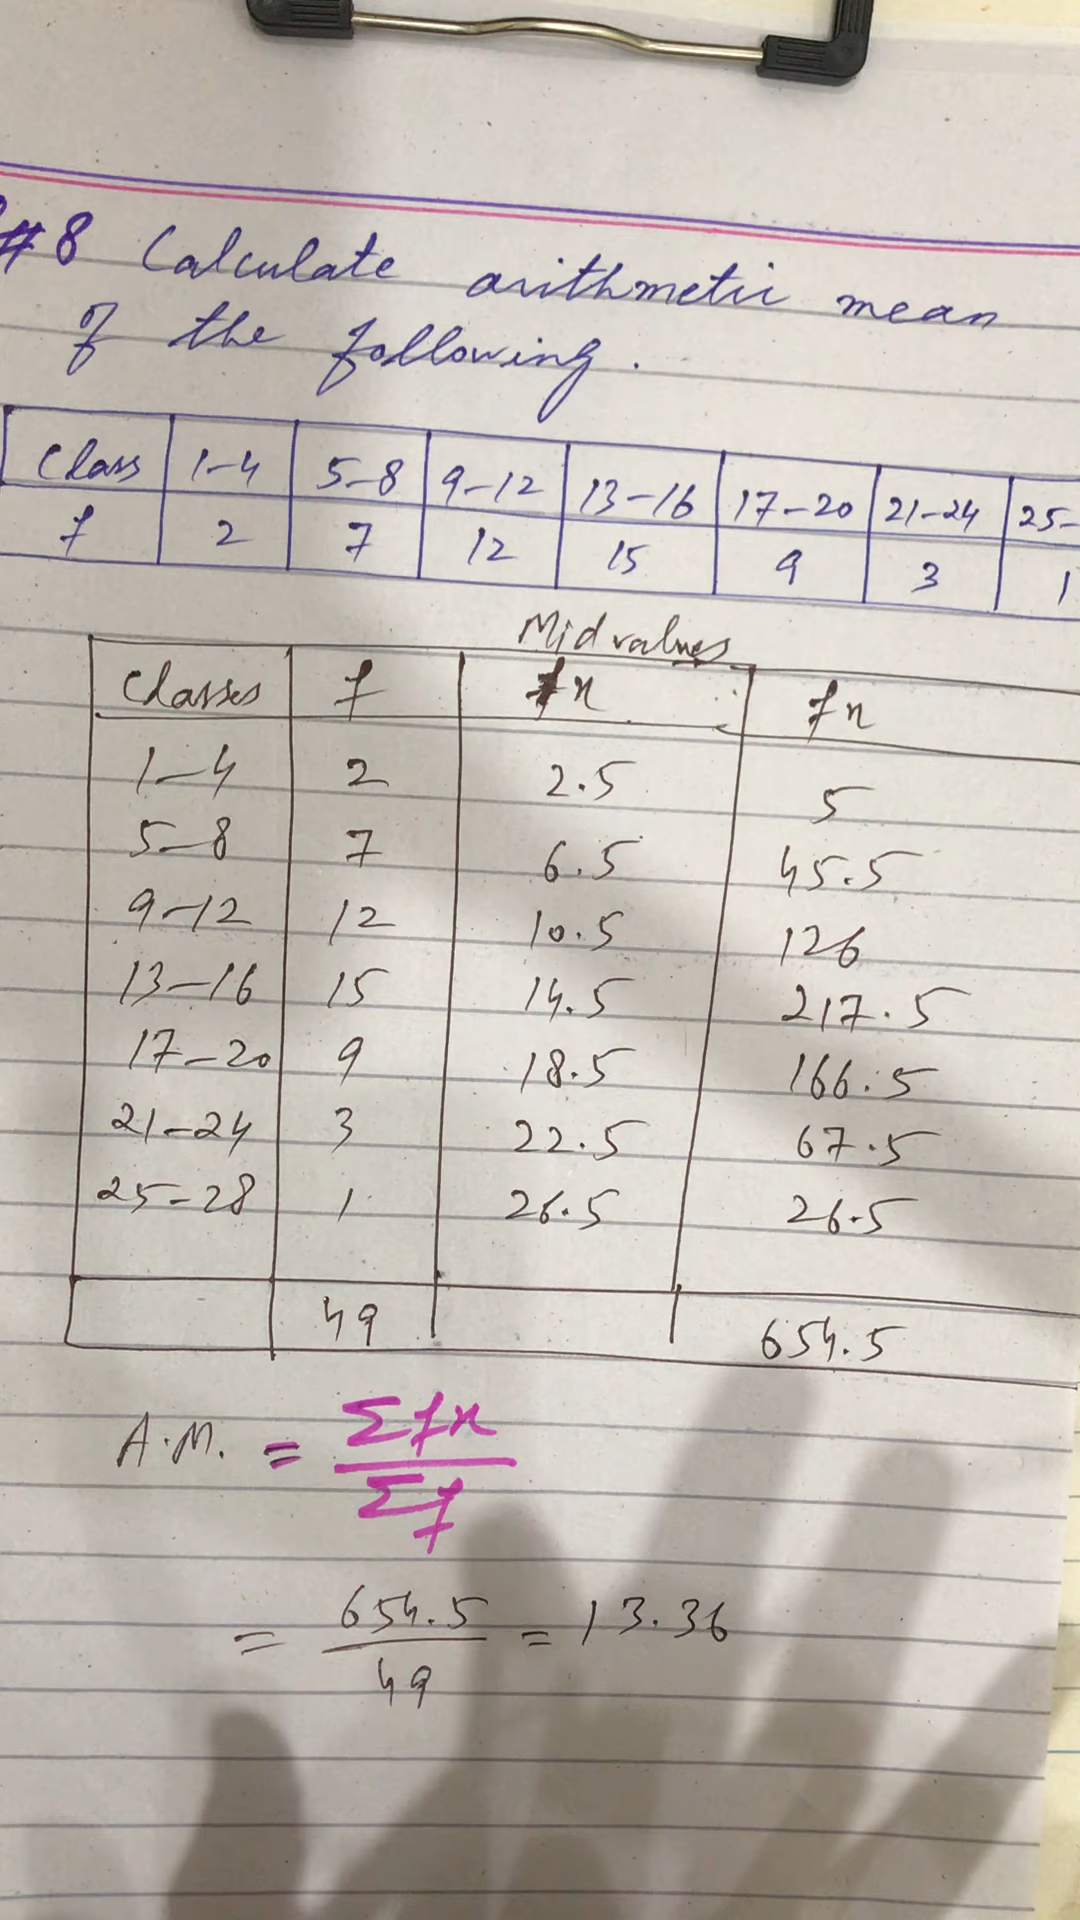 #8 Calculate arithmetic mean
of the following.
Class 1-4 5-8 9-12 13-16 17-20 21-24 25-
f 2 7 12 15 9 3 1
Mid values
Classes f x fx
1-4 2 2.5 5
5-8 7 6.5 45.5
9-12 12 10.5 126
13-16 15 14.5 217.5
17-20 9 18.5 166.5
21-24 3 22.5 67.5
25-28 1 26.5 26.5
49 654.5
A.M. = Σfx / Σf
= 654.5 / 49 = 13.36